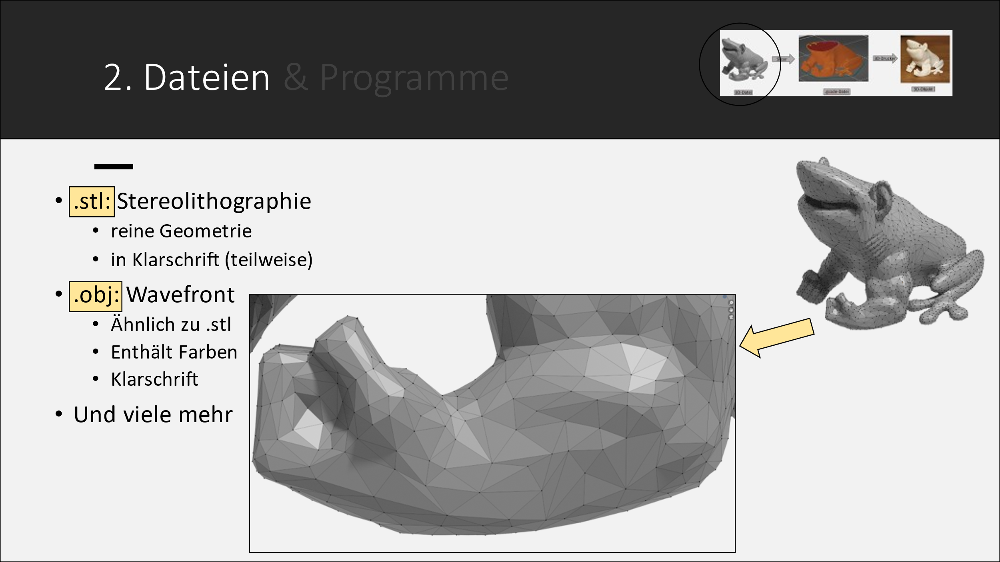 2. Dateien & Programme
Slicer
3D-Drucker
3D-Datei
.gcode-Datei
3D-Objekt
• .stl: Stereolithographie
• reine Geometrie
• in Klarschrift (teilweise)
• .obj: Wavefront
• Ähnlich zu .stl
• Enthält Farben
• Klarschrift
• Und viele mehr